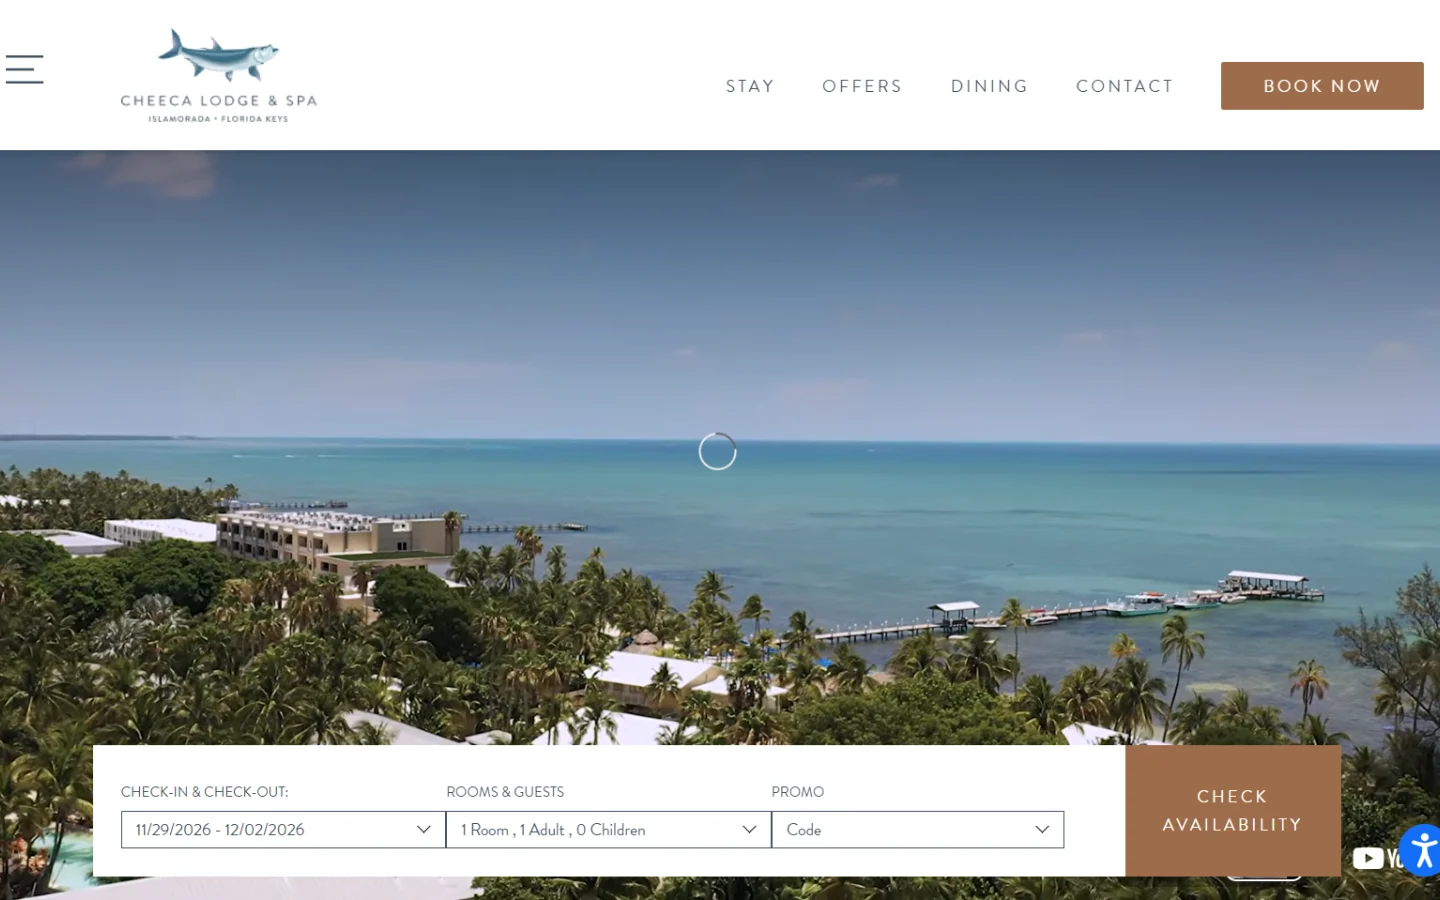 CHEECA LODGE & SPA
ISLAMORADA • FLORIDA KEYS
STAY
OFFERS
DINING
CONTACT
BOOK NOW
CHECK-IN & CHECK-OUT:
ROOMS & GUESTS
PROMO
11/29/2026 - 12/02/2026
1 Room , 1 Adult , 0 Children
Code
CHECK
AVAILABILITY